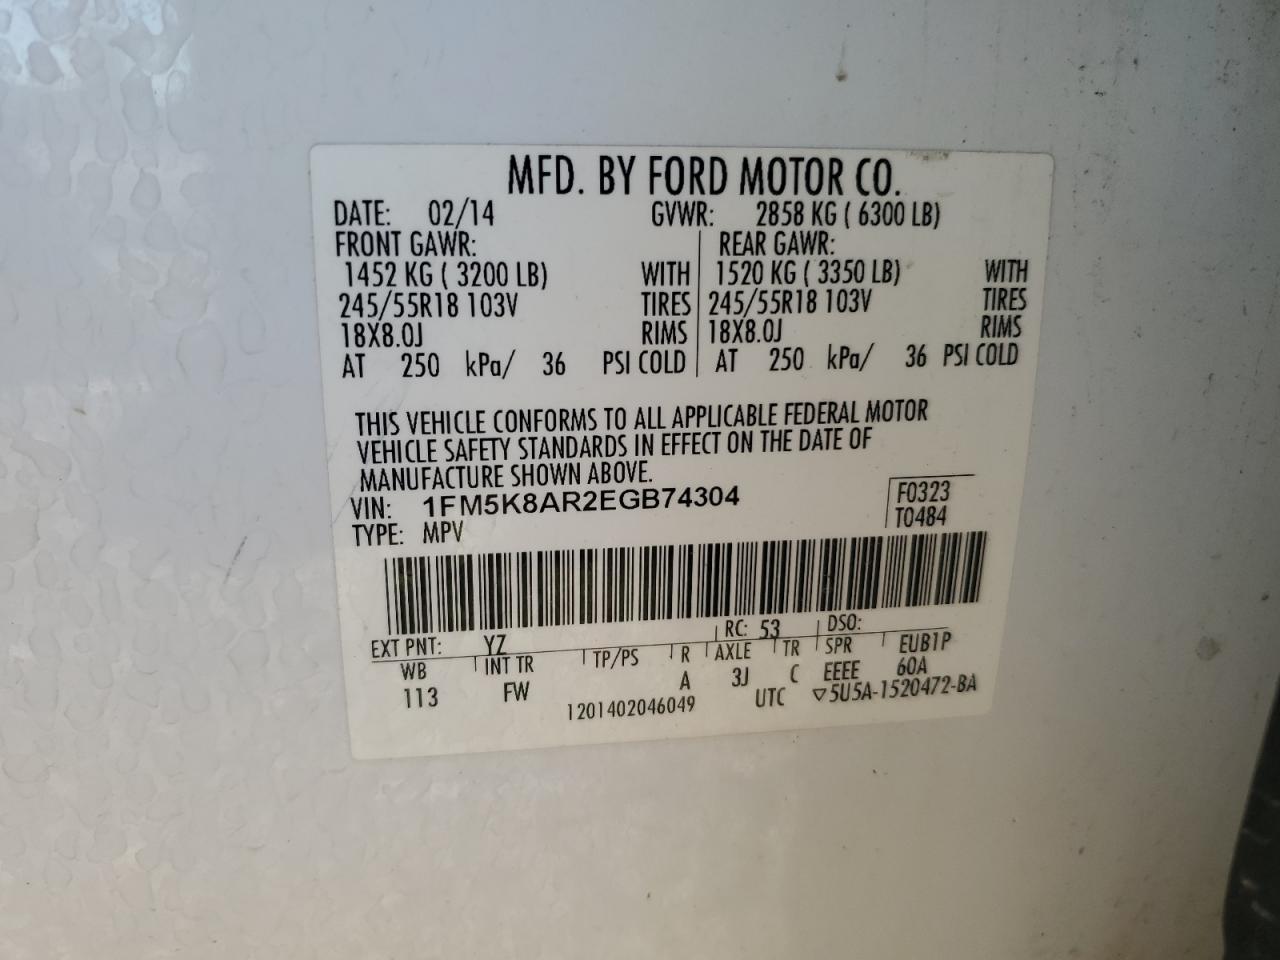 MFD. BY FORD MOTOR CO.
DATE: 02/14 GVWR: 2858 KG ( 6300 LB)
FRONT GAWR: REAR GAWR:
1452 KG ( 3200 LB) WITH 1520 KG ( 3350 LB) WITH
245/55R18 103V TIRES 245/55R18 103V TIRES
18X8.0J RIMS 18X8.0J RIMS
AT 250 kPa/ 36 PSI COLD AT 250 kPa/ 36 PSI COLD
THIS VEHICLE CONFORMS TO ALL APPLICABLE FEDERAL MOTOR
VEHICLE SAFETY STANDARDS IN EFFECT ON THE DATE OF
MANUFACTURE SHOWN ABOVE.
VIN: 1FM5K8AR2EGB74304 F0323
TYPE: MPV T0484
EXT PNT: YZ RC: 53 DSO:
WB INT TR TP/PS R AXLE TR SPR EUB1P
113 FW A 3J C EEEE 60A
1201402046049 UTC ▽5U5A-1520472-BA